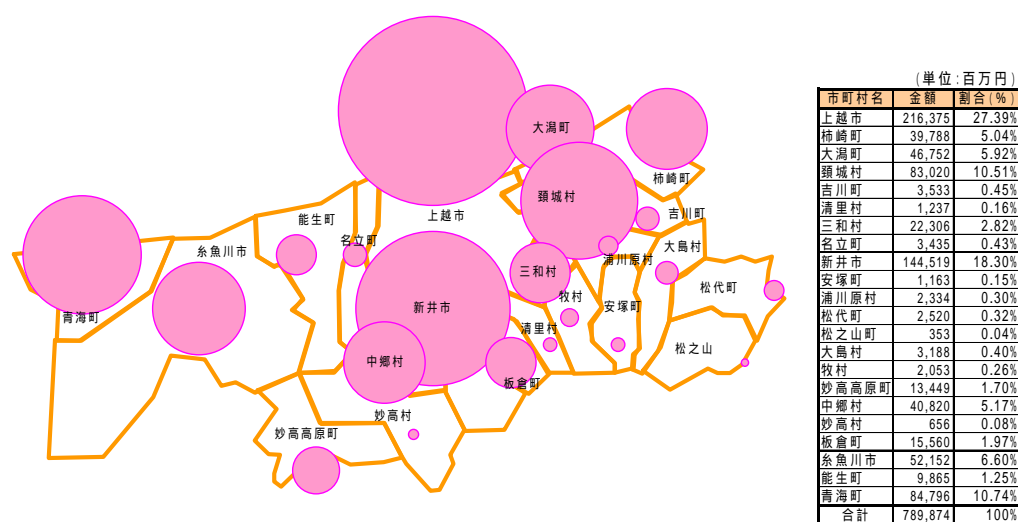 大潟町
柿崎町
頚城村
上越市
能生町
吉川町
名立町
糸魚川市
大島村
浦川原村
三和村
牧村
松代町
青海町
新井市
安塚町
清里村
松之山
中郷村
板倉町
妙高村
妙高高原町
(単位:百万円)
市町村名 金額 割合(%)
上越市 216,375 27.39%
柿崎町 39,788 5.04%
大潟町 46,752 5.92%
頚城村 83,020 10.51%
吉川町 3,533 0.45%
清里村 1,237 0.16%
三和村 22,306 2.82%
名立町 3,435 0.43%
新井市 144,519 18.30%
安塚町 1,163 0.15%
浦川原村 2,334 0.30%
松代町 2,520 0.32%
松之山町 353 0.04%
大島村 3,188 0.40%
牧村 2,053 0.26%
妙高高原町 13,449 1.70%
中郷村 40,820 5.17%
妙高村 656 0.08%
板倉町 15,560 1.97%
糸魚川市 52,152 6.60%
能生町 9,865 1.25%
青海町 84,796 10.74%
合計 789,874 100%